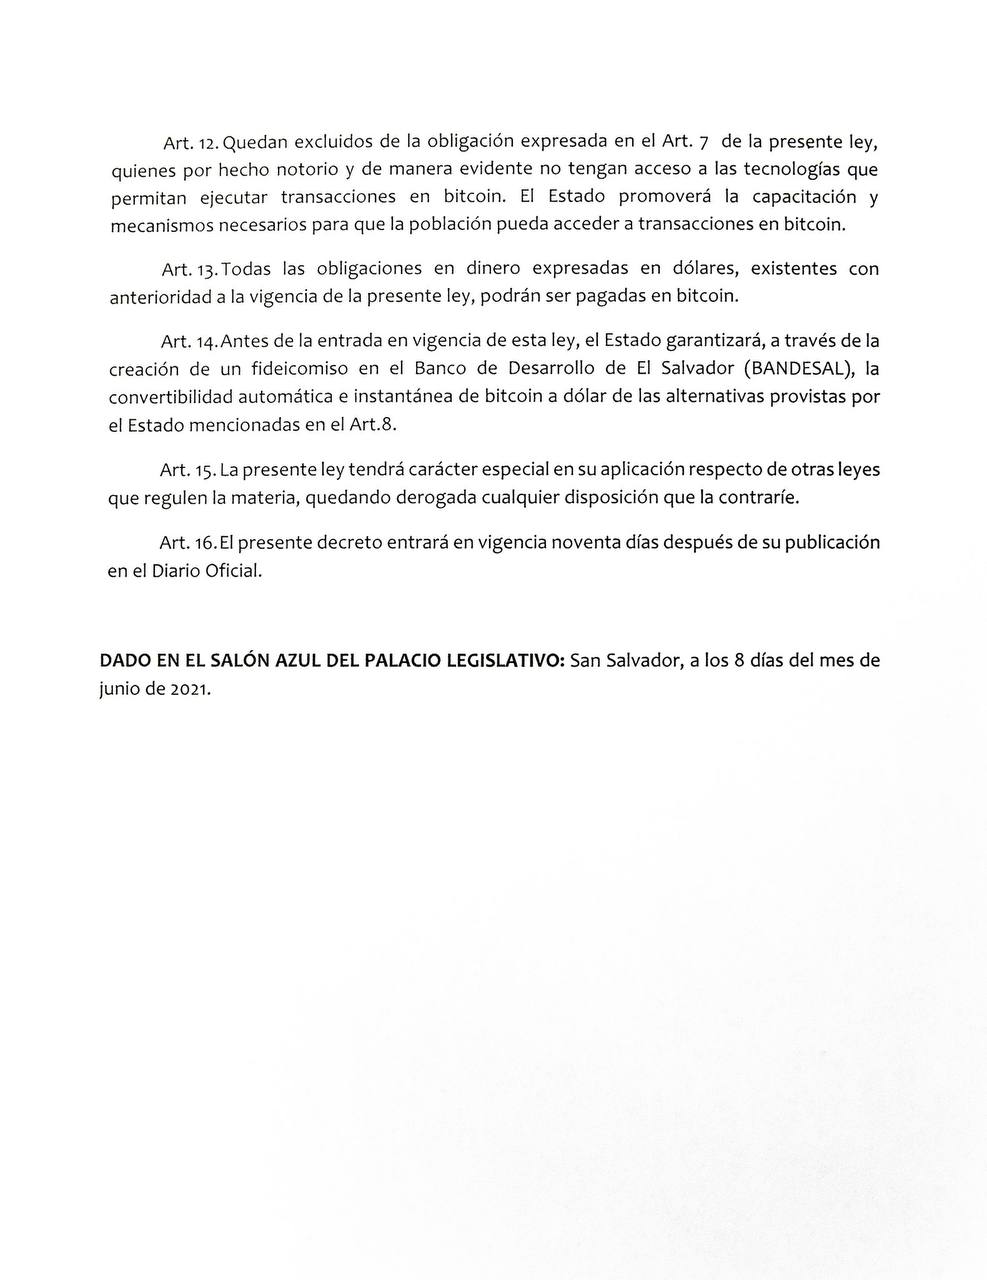 Art. 12. Quedan excluidos de la obligación expresada en el Art. 7 de la presente ley,
quienes por hecho notorio y de manera evidente no tengan acceso a las tecnologías que
permitan ejecutar transacciones en bitcoin. El Estado promoverá la capacitación y
mecanismos necesarios para que la población pueda acceder a transacciones en bitcoin.
Art. 13. Todas las obligaciones en dinero expresadas en dólares, existentes con
anterioridad a la vigencia de la presente ley, podrán ser pagadas en bitcoin.
Art. 14. Antes de la entrada en vigencia de esta ley, el Estado garantizará, a través de la
creación de un fideicomiso en el Banco de Desarrollo de El Salvador (BANDESAL), la
convertibilidad automática e instantánea de bitcoin a dólar de las alternativas provistas por
el Estado mencionadas en el Art.8.
Art. 15. La presente ley tendrá carácter especial en su aplicación respecto de otras leyes
que regulen la materia, quedando derogada cualquier disposición que la contraríe.
Art. 16. El presente decreto entrará en vigencia noventa días después de su publicación
en el Diario Oficial.
DADO EN EL SALÓN AZUL DEL PALACIO LEGISLATIVO: San Salvador, a los 8 días del mes de
junio de 2021.